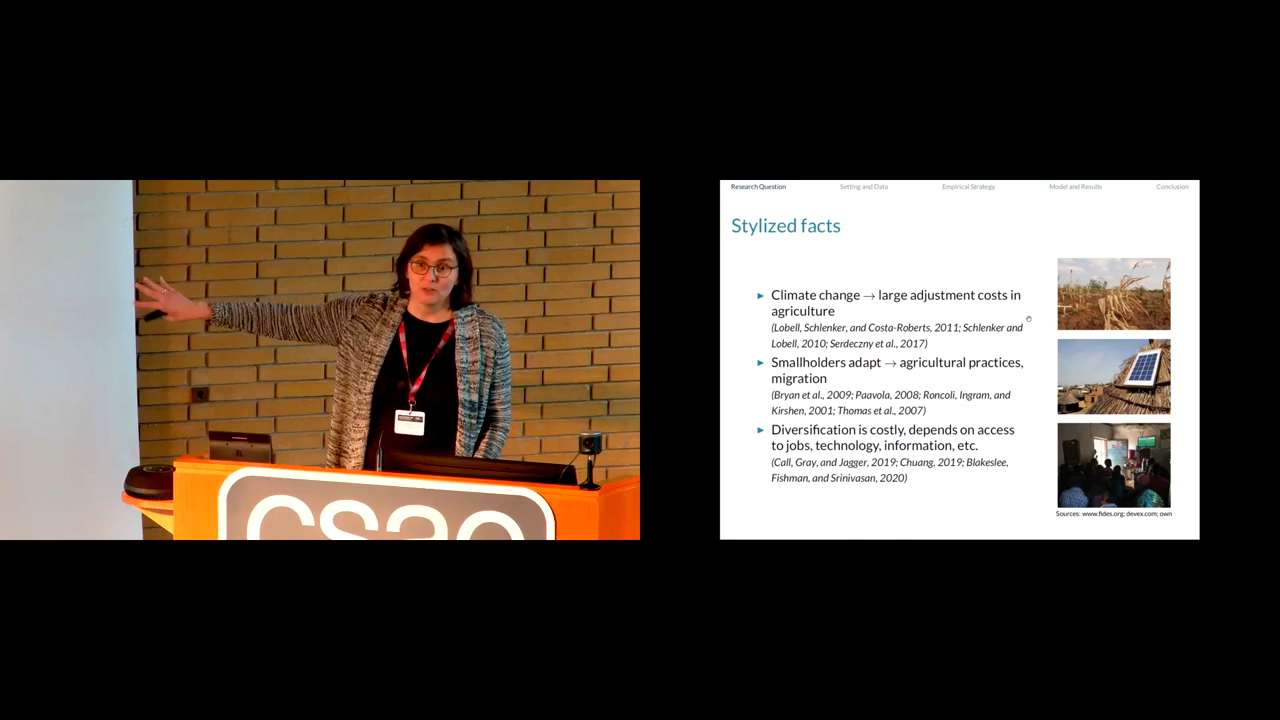 csae
Research Question
Setting and Data
Empirical Strategy
Model and Results
Conclusion
Stylized facts
► Climate change → large adjustment costs in
agriculture
(Lobell, Schlenker, and Costa-Roberts, 2011; Schlenker and
Lobell, 2010; Serdeczny et al., 2017)
► Smallholders adapt → agricultural practices,
migration
(Bryan et al., 2009; Paavola, 2008; Roncoli, Ingram, and
Kirshen, 2001; Thomas et al., 2007)
► Diversification is costly, depends on access
to jobs, technology, information, etc.
(Call, Gray, and Jagger, 2019; Chuang, 2019; Blakeslee,
Fishman, and Srinivasan, 2020)
Sources: www.fides.org; devex.com; own